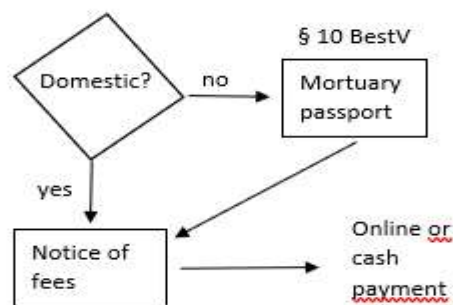 § 10 BestV
Domestic?
no
Mortuary
passport
yes
Notice of
fees
Online or
cash
payment